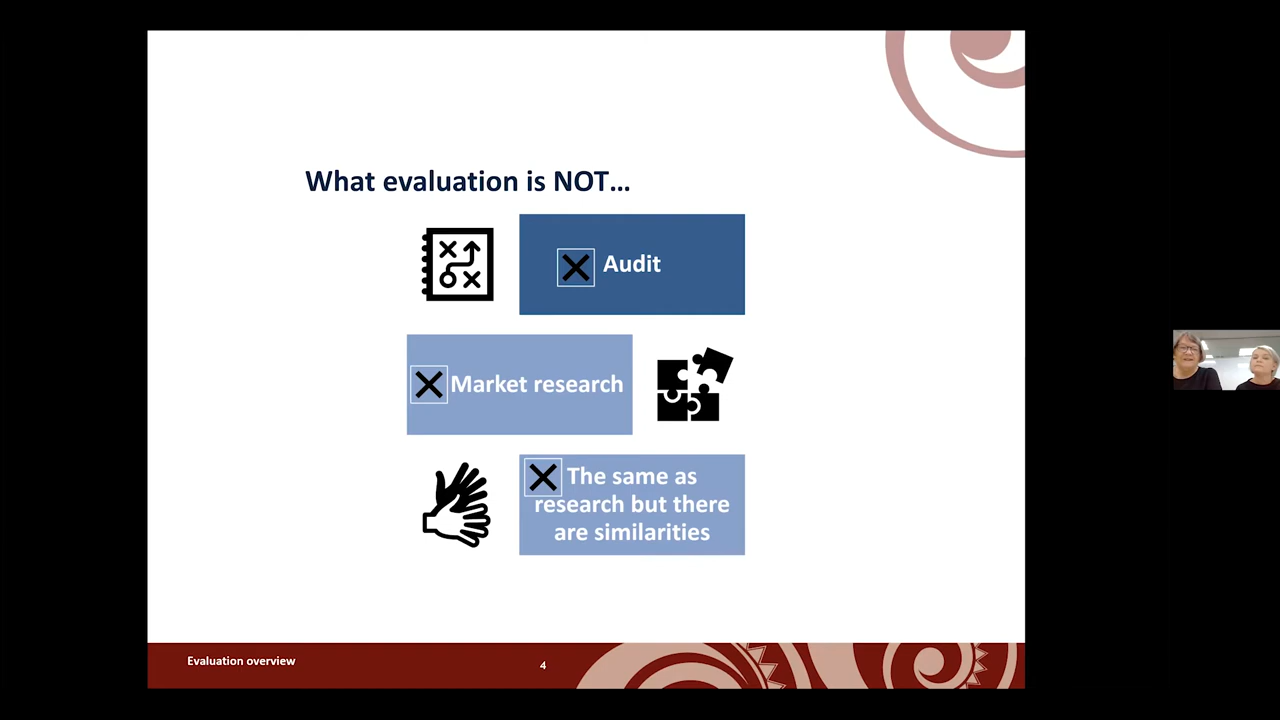 What evaluation is NOT...
Audit
Market research
The same as
research but there
are similarities
Evaluation overview
4